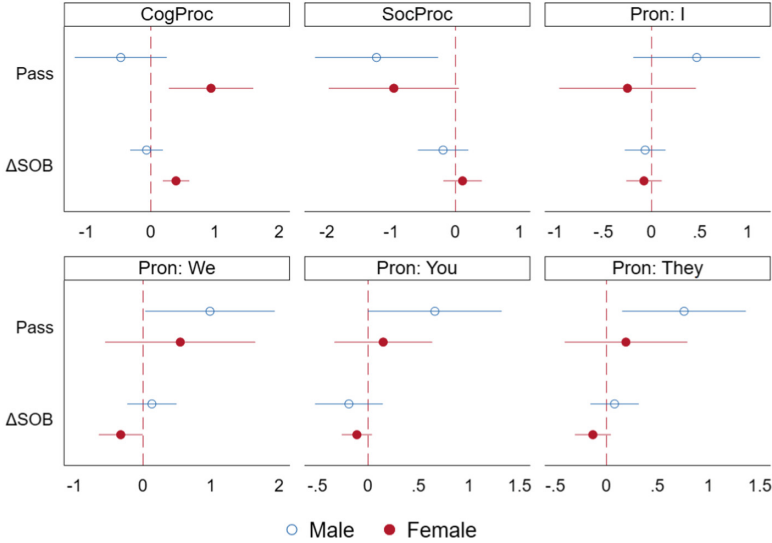 CogProc SocProc Pron: I
Pass
ΔSOB
-1 0 1 2 -2 -1 0 1 -1 -.5 0 .5 1
Pron: We Pron: You Pron: They
Pass
ΔSOB
-1 0 1 2 -.5 0 .5 1 1.5 -.5 0 .5 1 1.5
Male Female